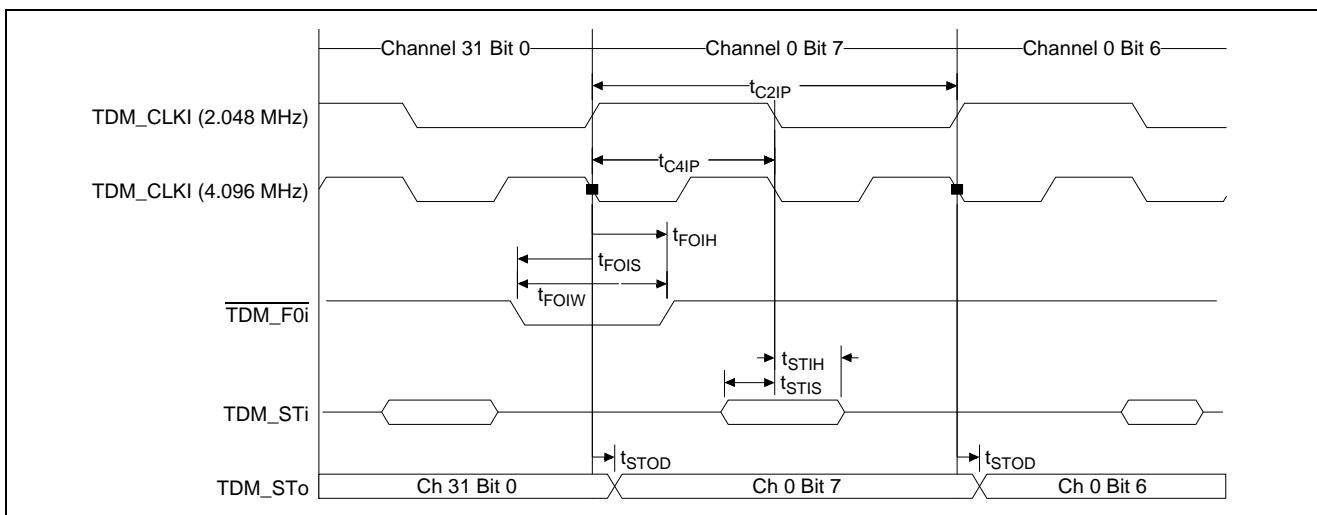 Channel 31 Bit 0 Channel 0 Bit 7 Channel 0 Bit 6
tC2IP
TDM_CLKI (2.048 MHz)
tC4IP
TDM_CLKI (4.096 MHz)
tFOIH
tFOIS
tFOIW
TDM_F0i
tSTIH
tSTIS
TDM_STi
tSTOD tSTOD
TDM_STo Ch 31 Bit 0 Ch 0 Bit 7 Ch 0 Bit 6